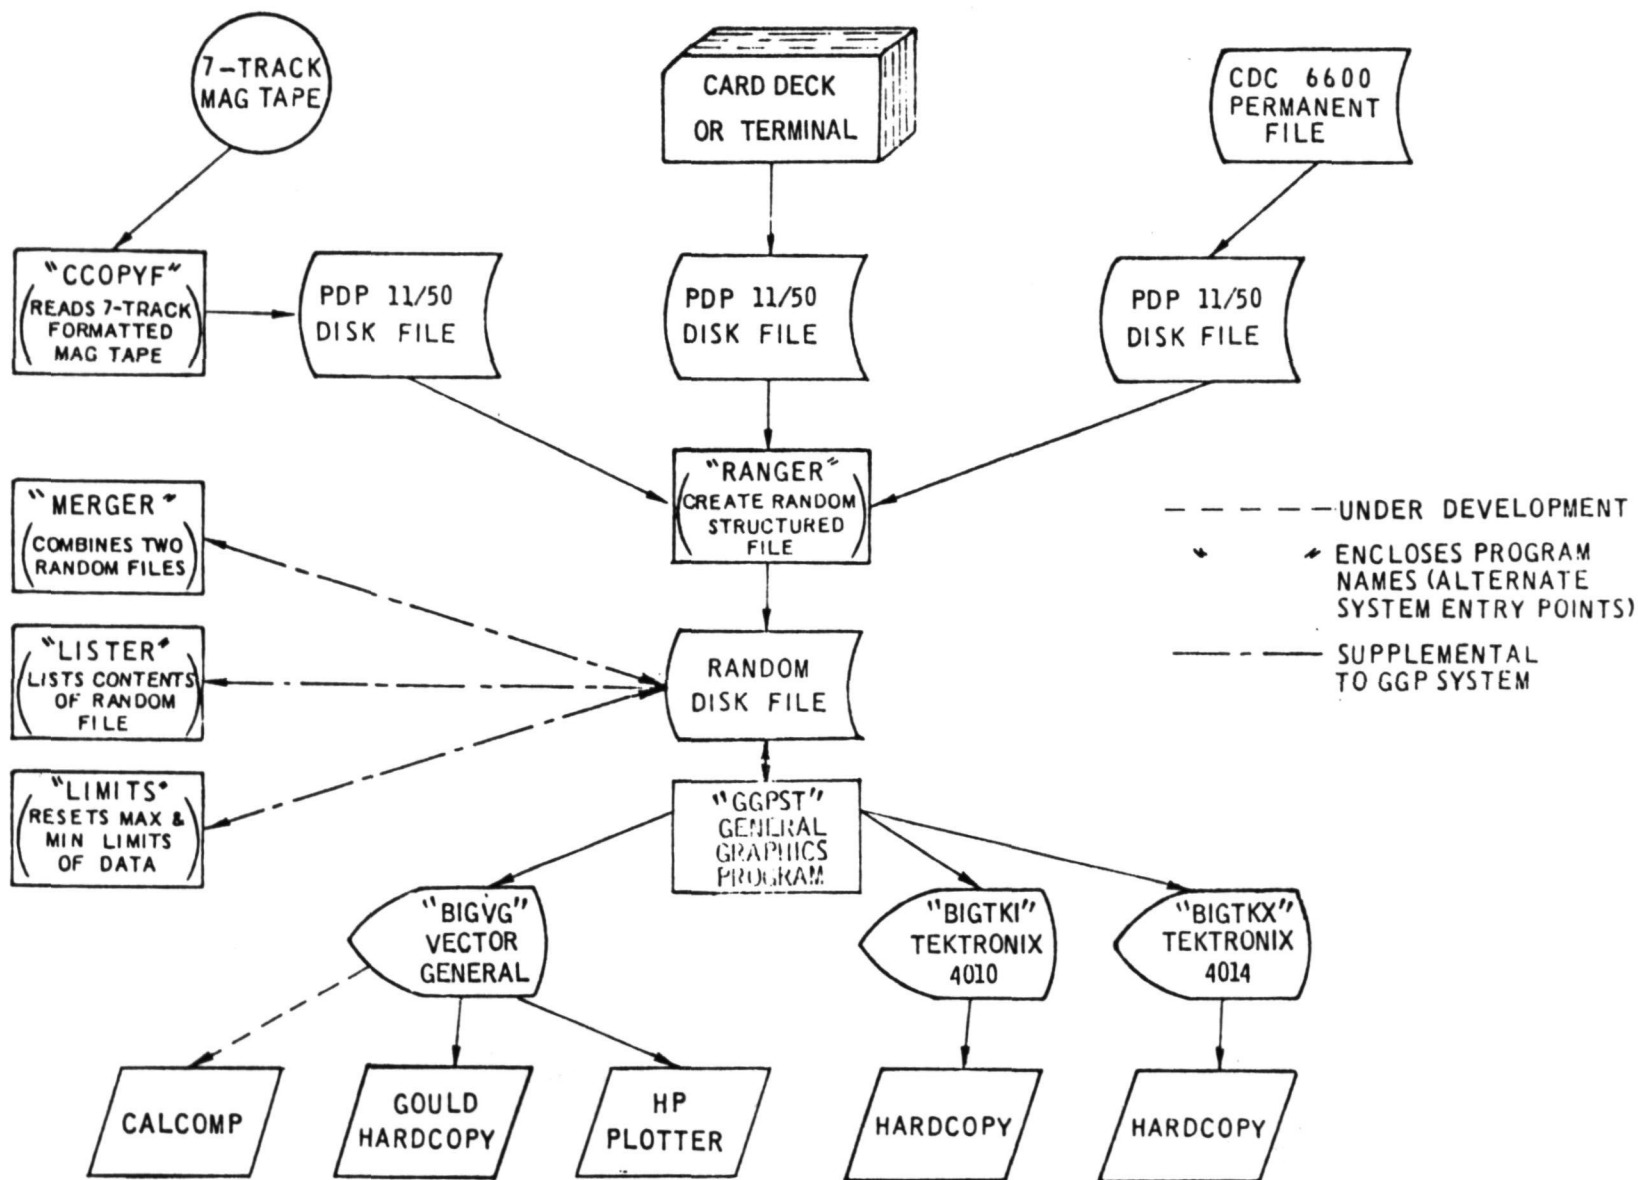 7-TRACK
MAG TAPE
CARD DECK
OR TERMINAL
CDC 6600
PERMANENT
FILE
"CCOPYF"
(READS 7-TRACK
FORMATTED
MAG TAPE)
PDP 11/50
DISK FILE
PDP 11/50
DISK FILE
PDP 11/50
DISK FILE
"RANGER"
(CREATE RANDOM
STRUCTURED
FILE)
"MERGER"
(COMBINES TWO
RANDOM FILES)
"LISTER"
(LISTS CONTENTS
OF RANDOM
FILE)
"LIMITS"
(RESETS MAX &
MIN LIMITS
OF DATA)
RANDOM
DISK FILE
UNDER DEVELOPMENT
" " ENCLOSES PROGRAM
NAMES (ALTERNATE
SYSTEM ENTRY POINTS)
SUPPLEMENTAL
TO GGP SYSTEM
"GGPST"
GENERAL
GRAPHICS
PROGRAM
"BIGVG"
VECTOR
GENERAL
"BIGTKI"
TEKTRONIX
4010
"BIGTKX"
TEKTRONIX
4014
CALCOMP
GOULD
HARDCOPY
HP
PLOTTER
HARDCOPY
HARDCOPY